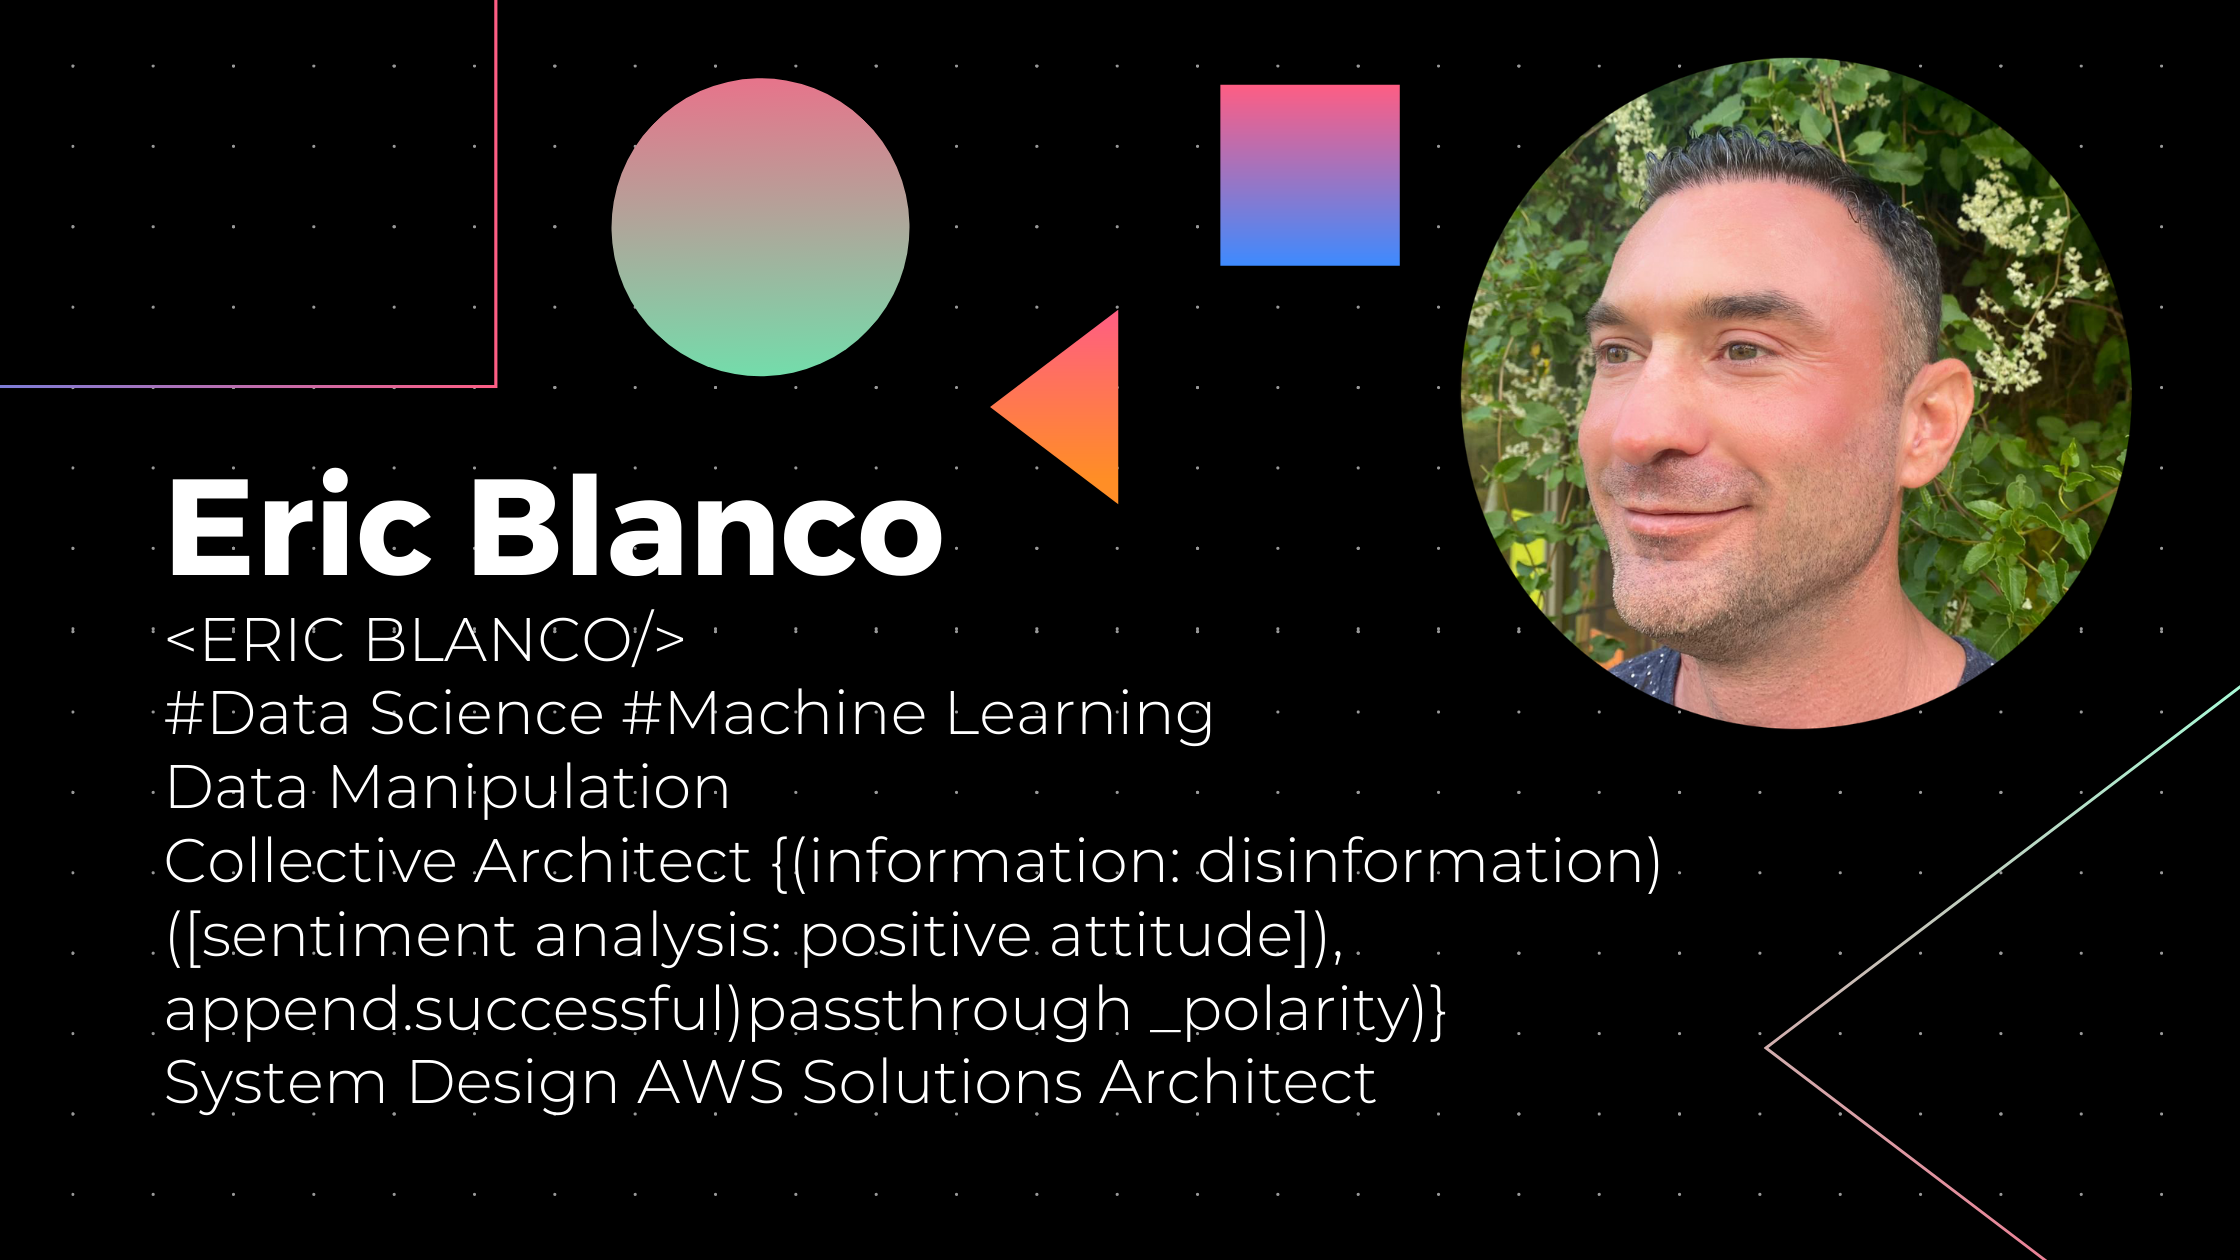 Eric Blanco
<ERIC BLANCO/>
#Data Science #Machine Learning
Data Manipulation
Collective Architect {(information: disinformation)
([sentiment analysis: positive attitude]),
append.successful)passthrough _polarity)}
System Design AWS Solutions Architect